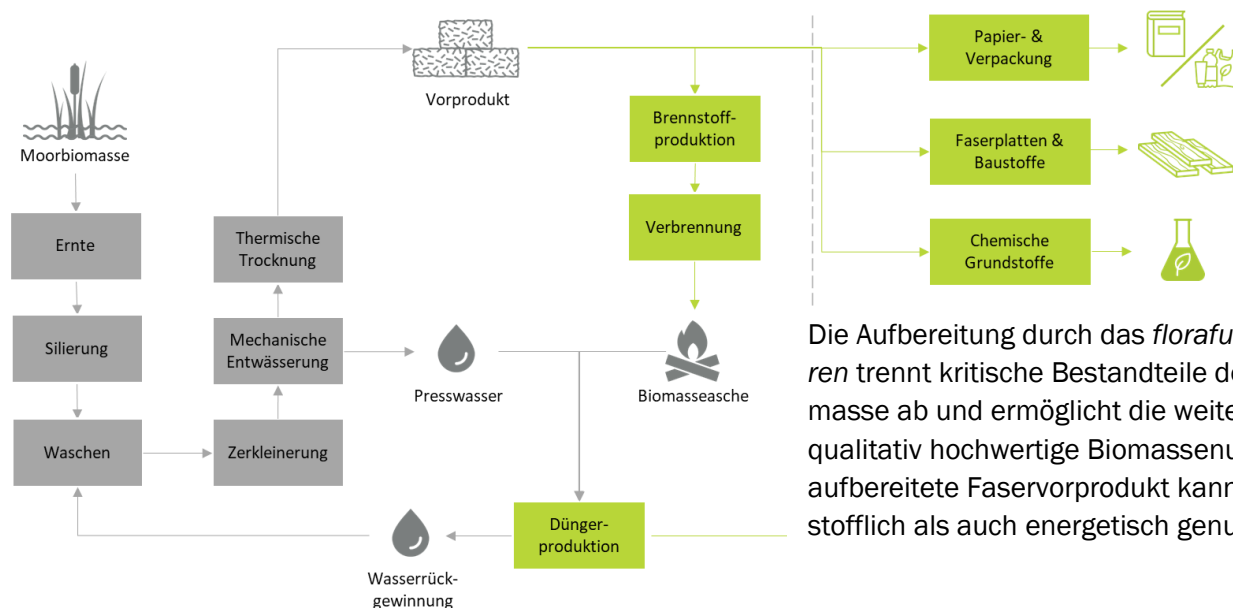 Moorbiomasse
Ernte
Silierung
Waschen
Zerkleinerung
Mechanische
Entwässerung
Thermische
Trocknung
Vorprodukt
Presswasser
Brennstoff-
produktion
Verbrennung
Biomasseasche
Dünger-
produktion
Wasserrück-
gewinnung
Papier- &
Verpackung
Faserplatten &
Baustoffe
Chemische
Grundstoffe
Die Aufbereitung durch das
ren trennt kritische Bestandteile
masse ab und ermöglicht die
qualitativ hochwertige
aufbereitete Faservorprodukt kann
stofflich als auch energetisch